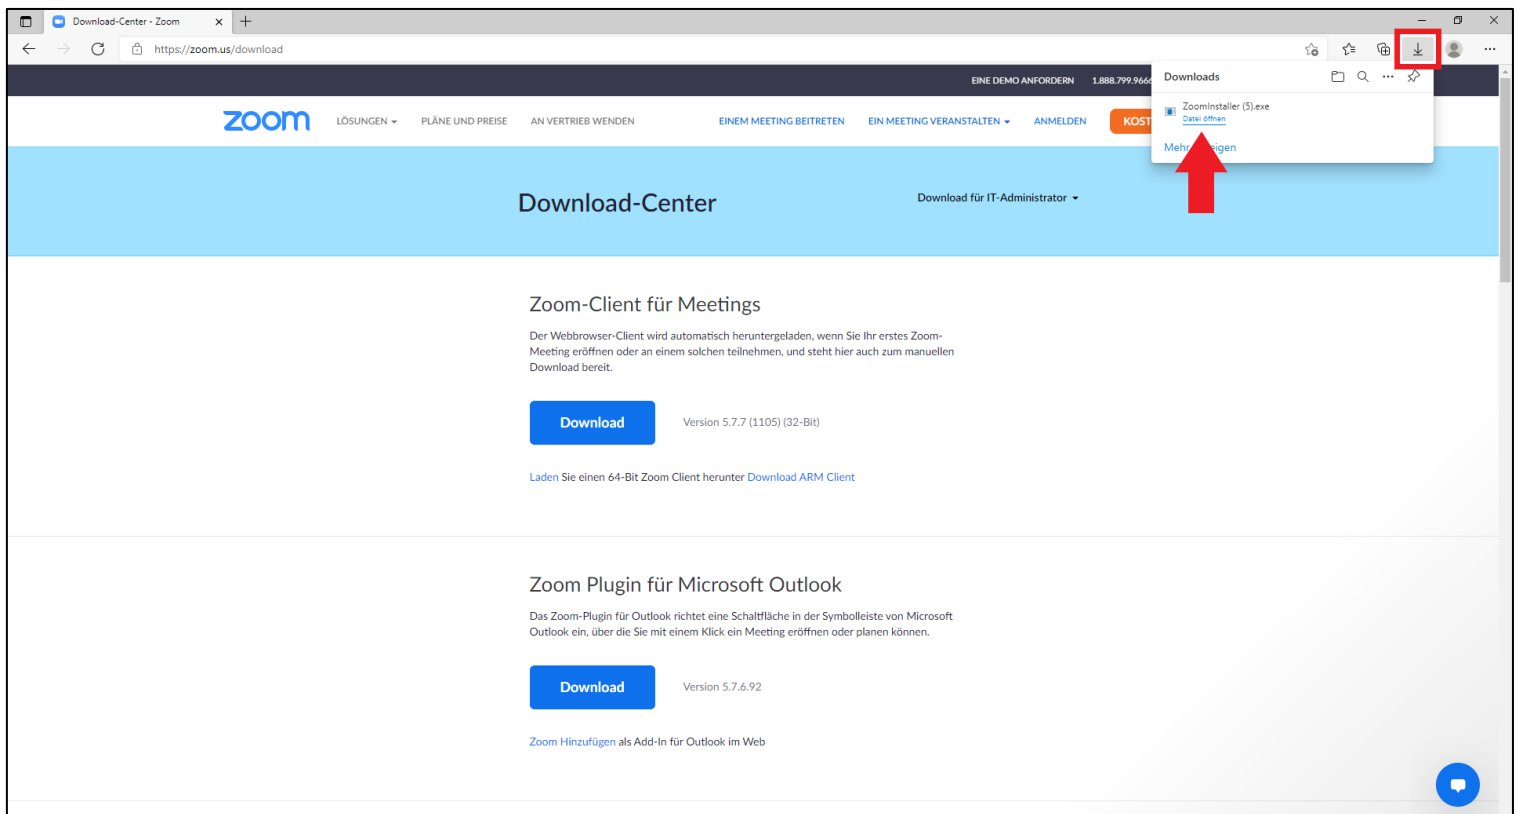 Download-Center - Zoom
https://zoom.us/download
EINE DEMO ANFORDERN 1.888.799.9666
Downloads
ZoomInstaller (5).exe
Datei öffnen
zoom LÖSUNGEN PLÄNE UND PREISE AN VERTRIEB WENDEN EINEM MEETING BEITRETEN EIN MEETING VERANSTALTEN ANMELDEN
Download-Center
Download für IT-Administrator
Zoom-Client für Meetings
Der Webbrowser-Client wird automatisch heruntergeladen, wenn Sie Ihr erstes Zoom-
Meeting eröffnen oder an einem solchen teilnehmen, und steht hier auch zum manuellen
Download bereit.
Download Version 5.7.7 (1105) (32-Bit)
Laden Sie einen 64-Bit Zoom Client herunter Download ARM Client
Zoom Plugin für Microsoft Outlook
Das Zoom-Plugin für Outlook richtet eine Schaltfläche in der Symbolleiste von Microsoft
Outlook ein, über die Sie mit einem Klick ein Meeting eröffnen oder planen können.
Download Version 5.7.6.92
Zoom Hinzufügen als Add-In für Outlook im Web